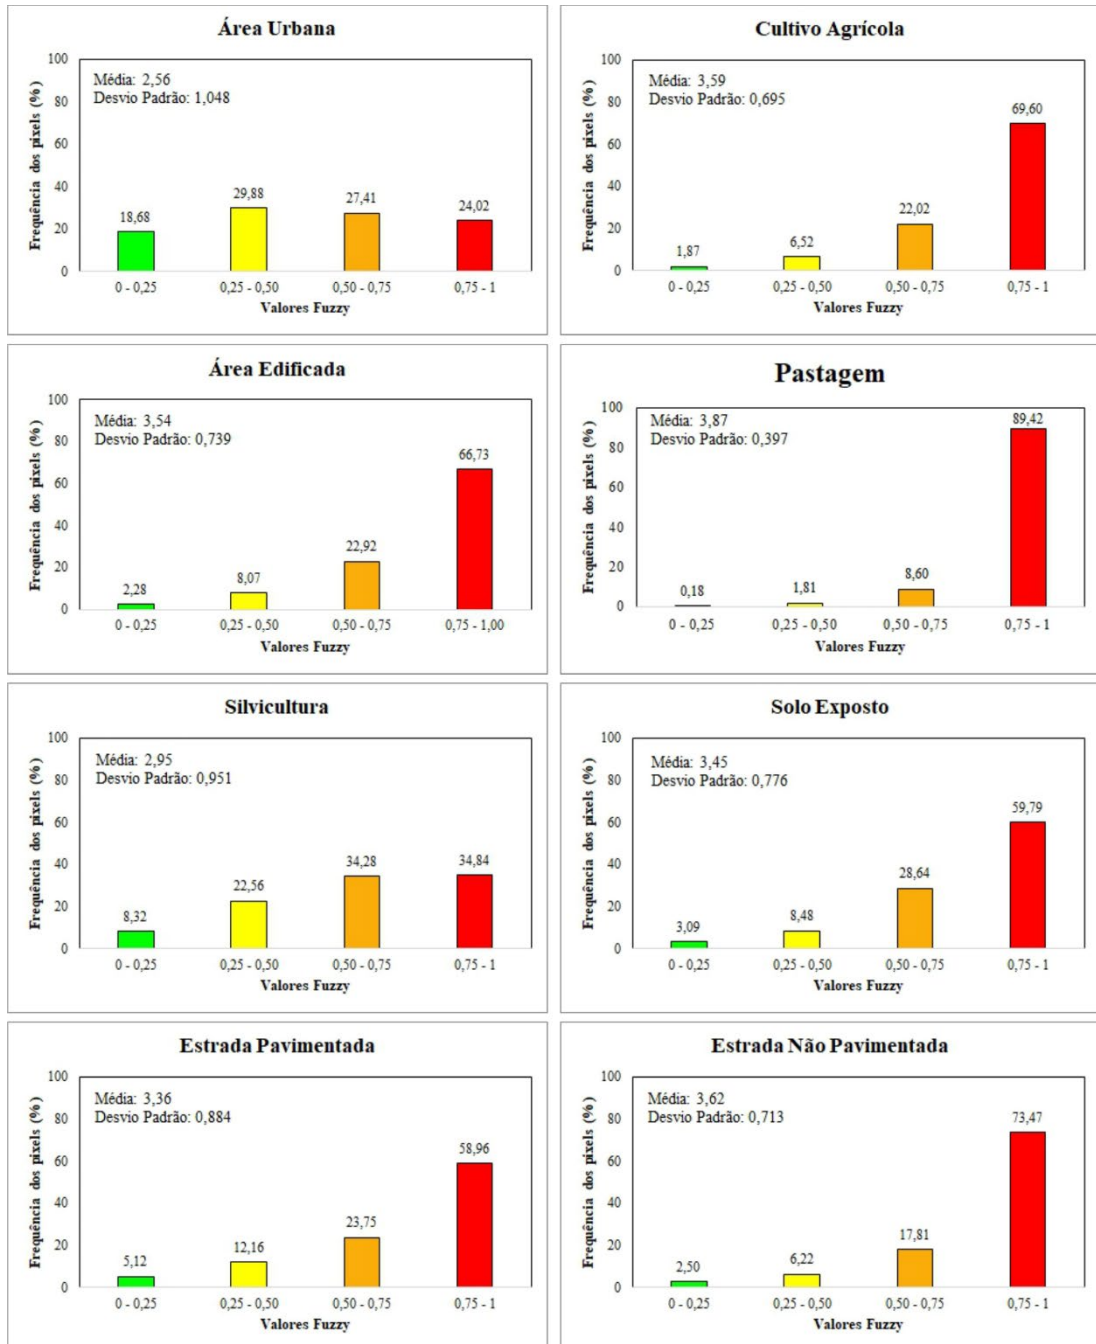 Área Urbana
Frequência dos pixels (%)
100
80
60
40
20
0
Média: 2,56
Desvio Padrão: 1,048
18,68
29,88
27,41
24,02
0 - 0,25
0,25 - 0,50
0,50 - 0,75
0,75 - 1
Valores Fuzzy
Cultivo Agrícola
Frequência dos pixels (%)
100
80
60
40
20
0
Média: 3,59
Desvio Padrão: 0,695
1,87
6,52
22,02
69,60
0 - 0,25
0,25 - 0,50
0,50 - 0,75
0,75 - 1
Valores Fuzzy
Área Edificada
Frequência dos pixels (%)
100
80
60
40
20
0
Média: 3,54
Desvio Padrão: 0,739
2,28
8,07
22,92
66,73
0 - 0,25
0,25 - 0,50
0,50 - 0,75
0,75 - 1,00
Valores Fuzzy
Pastagem
Frequência dos pixels (%)
100
80
60
40
20
0
Média: 3,87
Desvio Padrão: 0,397
0,18
1,81
8,60
89,42
0 - 0,25
0,25 - 0,50
0,50 - 0,75
0,75 - 1
Valores Fuzzy
Silvicultura
Frequência dos pixels (%)
100
80
60
40
20
0
Média: 2,95
Desvio Padrão: 0,951
8,32
22,56
34,28
34,84
0 - 0,25
0,25 - 0,50
0,50 - 0,75
0,75 - 1
Valores Fuzzy
Solo Exposto
Frequência dos pixels (%)
100
80
60
40
20
0
Média: 3,45
Desvio Padrão: 0,776
3,09
8,48
28,64
59,79
0 - 0,25
0,25 - 0,50
0,50 - 0,75
0,75 - 1
Valores Fuzzy
Estrada Pavimentada
Frequência dos pixels (%)
100
80
60
40
20
0
Média: 3,36
Desvio Padrão: 0,884
5,12
12,16
23,75
58,96
0 - 0,25
0,25 - 0,50
0,50 - 0,75
0,75 - 1
Valores Fuzzy
Estrada Não Pavimentada
Frequência dos pixels (%)
100
80
60
40
20
0
Média: 3,62
Desvio Padrão: 0,713
2,50
6,22
17,81
73,47
0 - 0,25
0,25 - 0,50
0,50 - 0,75
0,75 - 1
Valores Fuzzy